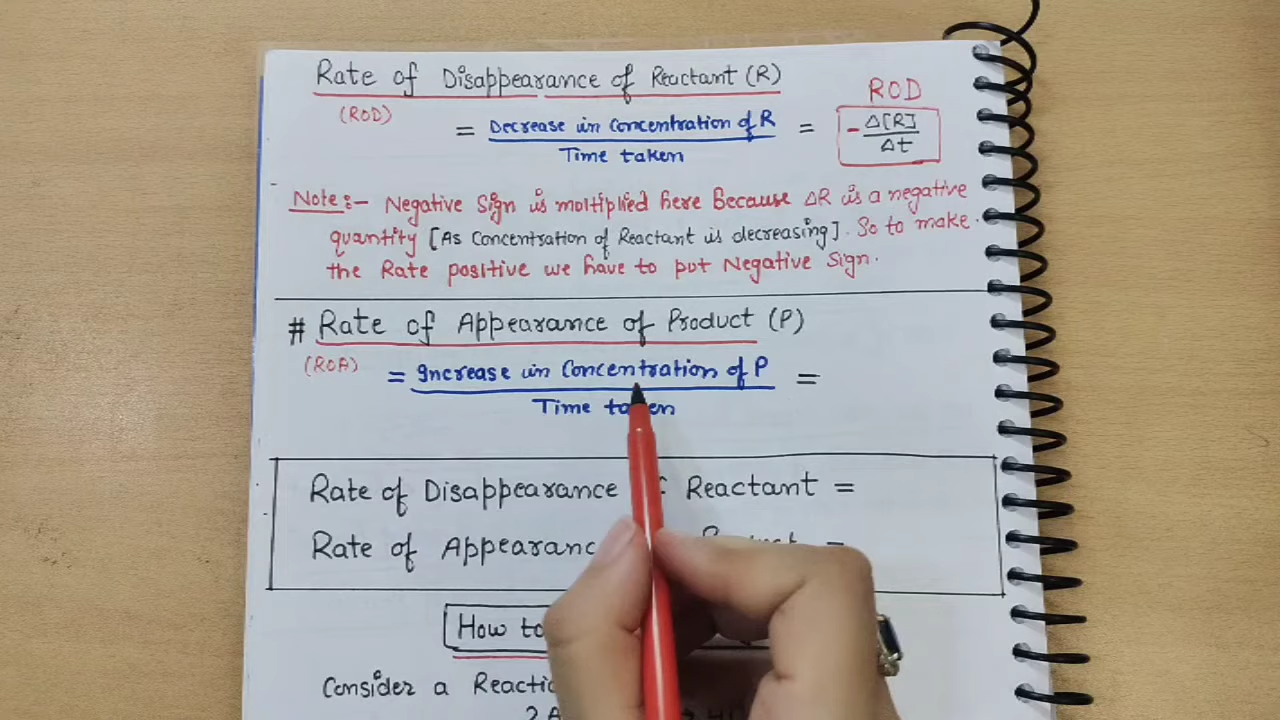 Rate of Disappearance of Reactant (R)
(ROD)
= Decrease in Concentration of R / Time taken =
ROD
- Δ[R] / Δt
Note:- Negative Sign is moltiplied here Because ΔR is a negative
quantity [As Concentration of Reactant is decreasing]. So to make
the Rate positive we have to put Negative Sign.
# Rate of Appearance of Product (P)
(ROA)
= Increase in Concentration of P / Time taken =
Rate of Disappearance Reactant =
Rate of =
How to
Consider a